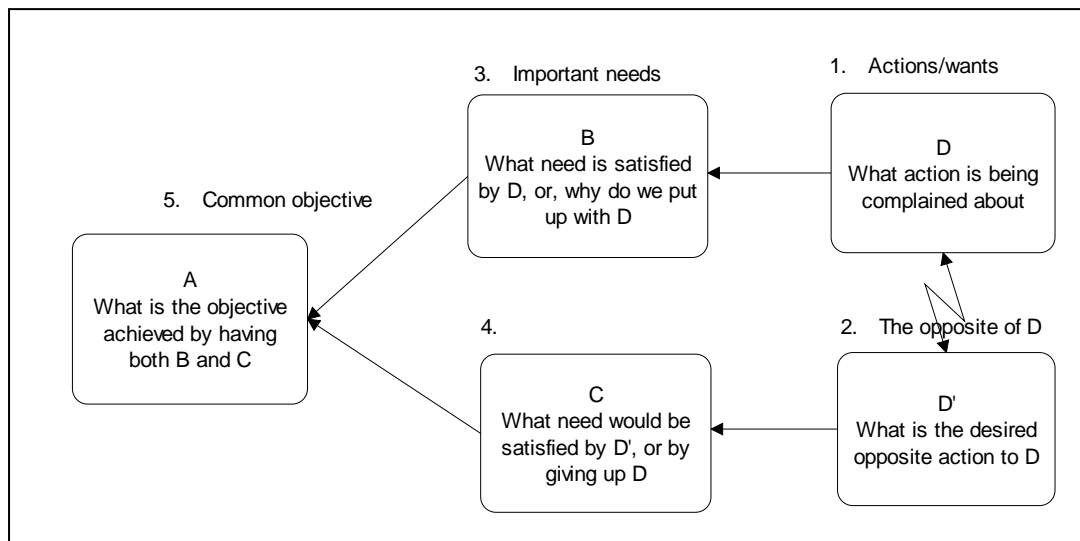 1. Actions/wants
D
What action is being
complained about
3. Important needs
B
What need is satisfied
by D, or, why do we put
up with D
5. Common objective
A
What is the objective
achieved by having
both B and C
2. The opposite of D
D'
What is the desired
opposite action to D
4.
C
What need would be
satisfied by D', or by
giving up D